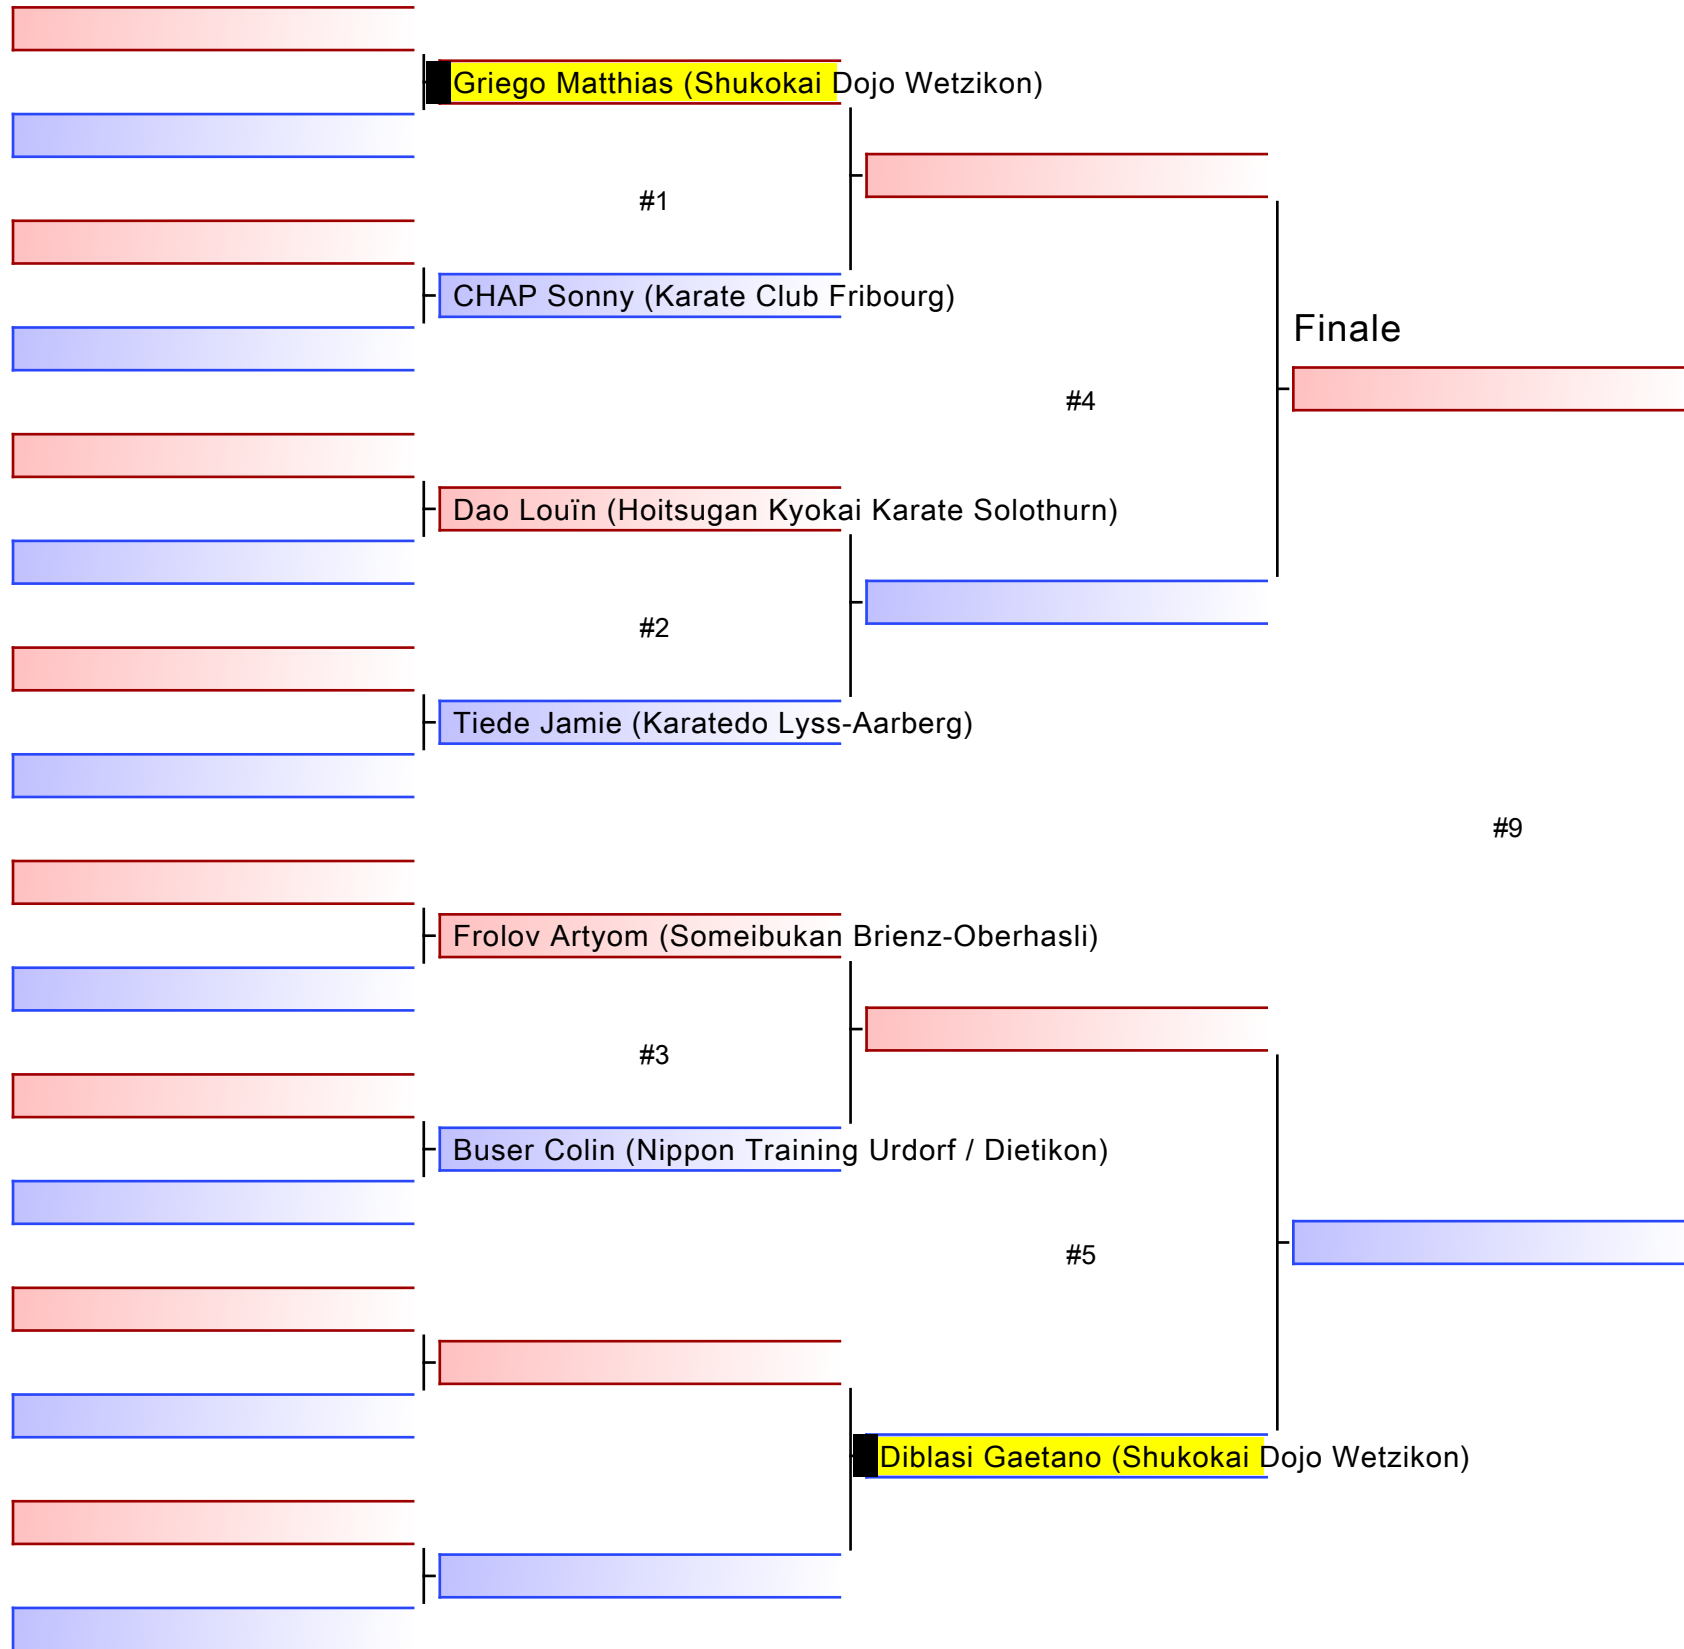 Griego Matthias (Shukokai Dojo Wetzikon)
#1
CHAP Sonny (Karate Club Fribourg)
Finale
#4
Dao Louïn (Hoitsugan Kyokai Karate Solothurn)
#2
Tiede Jamie (Karatedo Lyss-Aarberg)
#9
Frolov Artyom (Someibukan Brienz-Oberhasli)
#3
Buser Colin (Nippon Training Urdorf / Dietikon)
#5
Diblasi Gaetano (Shukokai Dojo Wetzikon)